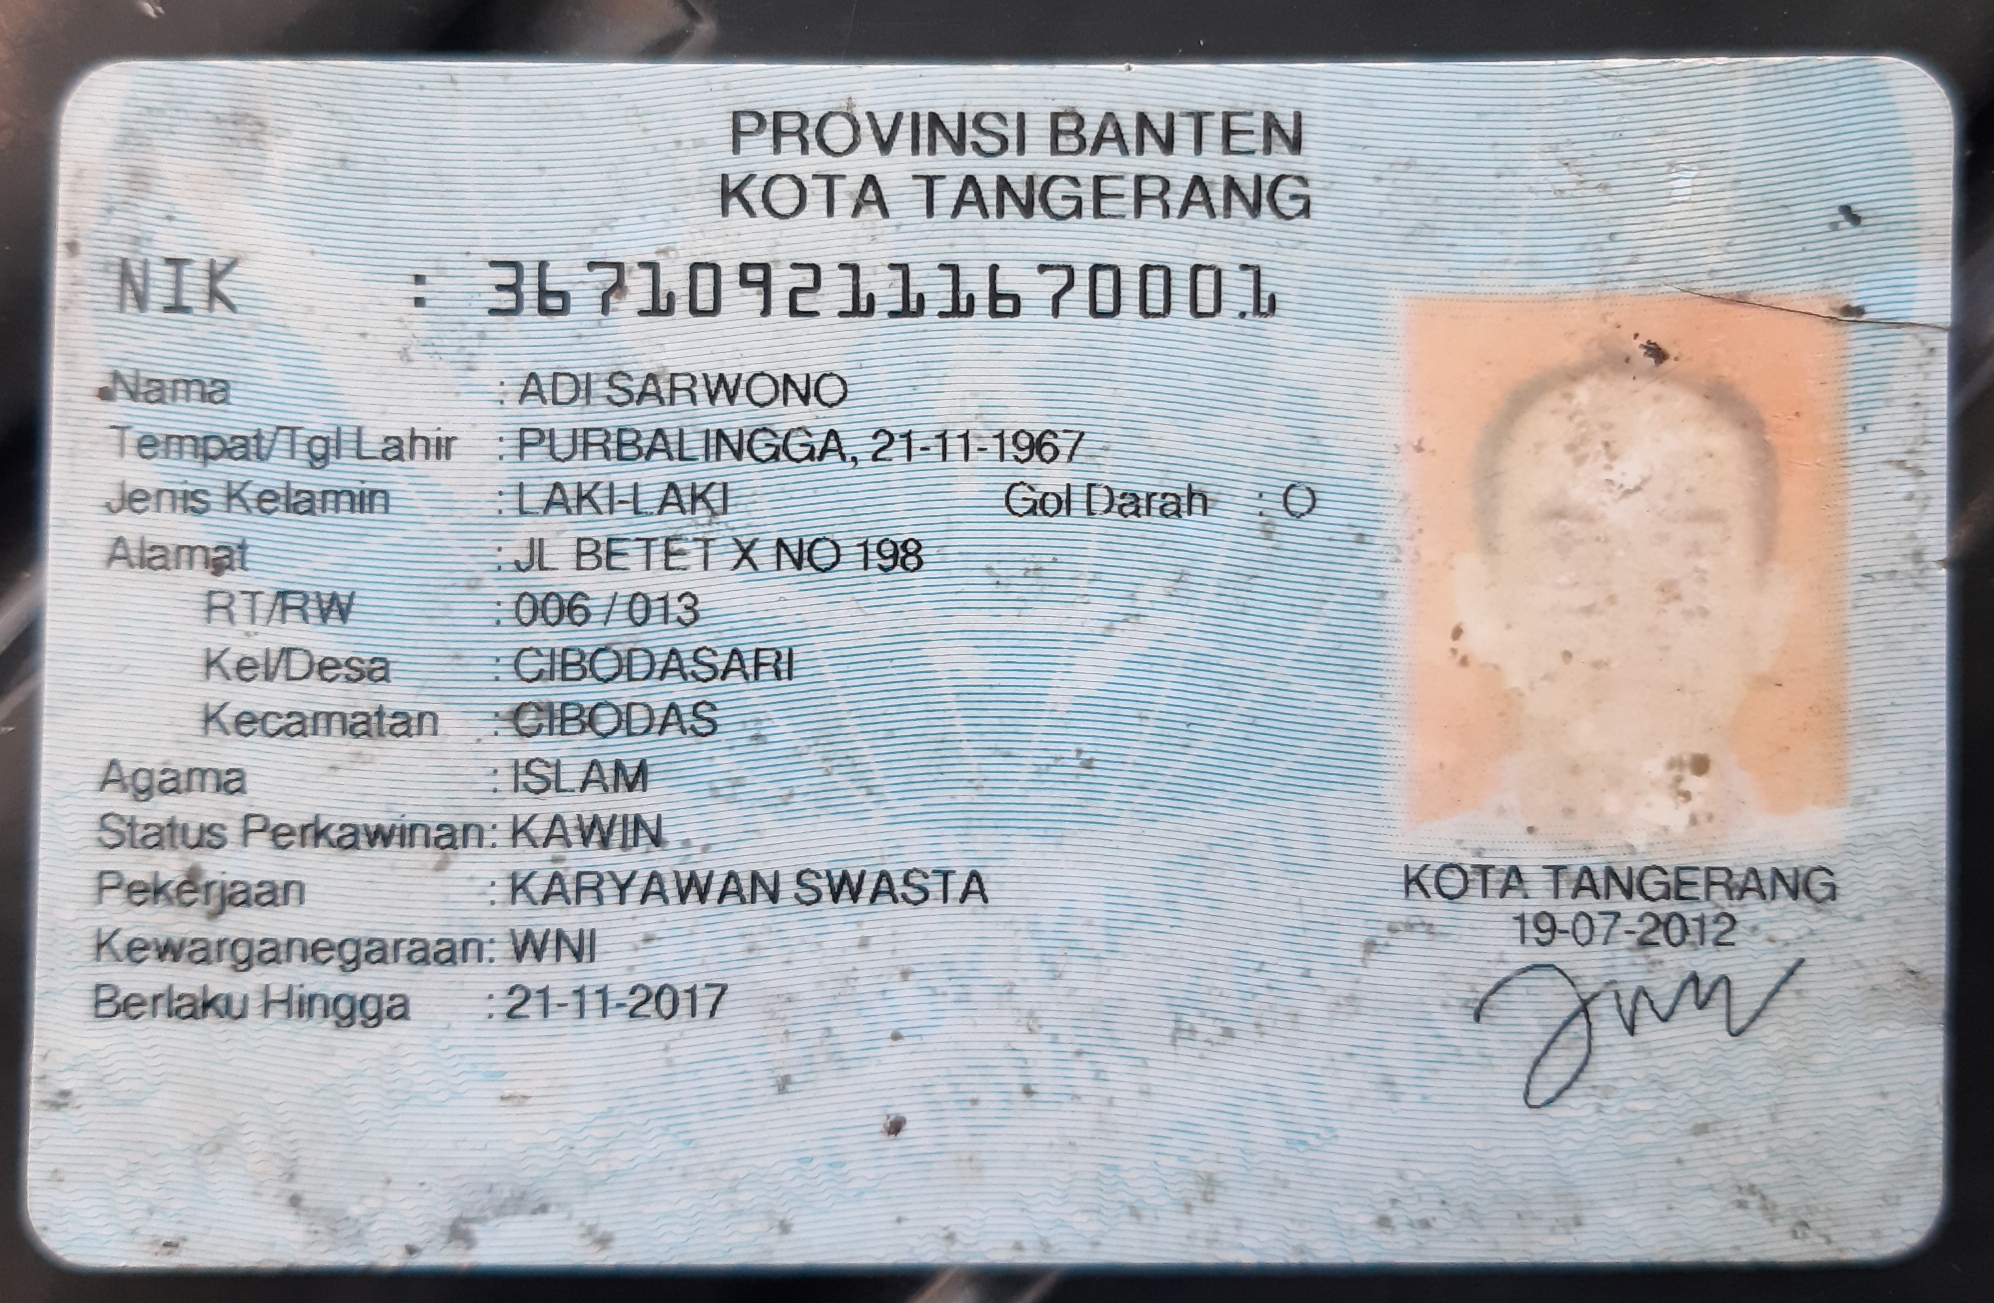 PROVINSI BANTEN
KOTA TANGERANG
NIK : 3671092111670001
Nama : ADI SARWONO
Tempat/Tgl Lahir : PURBALINGGA, 21-11-1967
Jenis Kelamin : LAKI-LAKI Gol Darah : O
Alamat : JL BETET X NO 198
RT/RW : 006 / 013
Kel/Desa : CIBODASARI
Kecamatan : CIBODAS
Agama : ISLAM
Status Perkawinan: KAWIN
Pekerjaan : KARYAWAN SWASTA
Kewarganegaraan: WNI
Berlaku Hingga : 21-11-2017
KOTA TANGERANG
19-07-2012